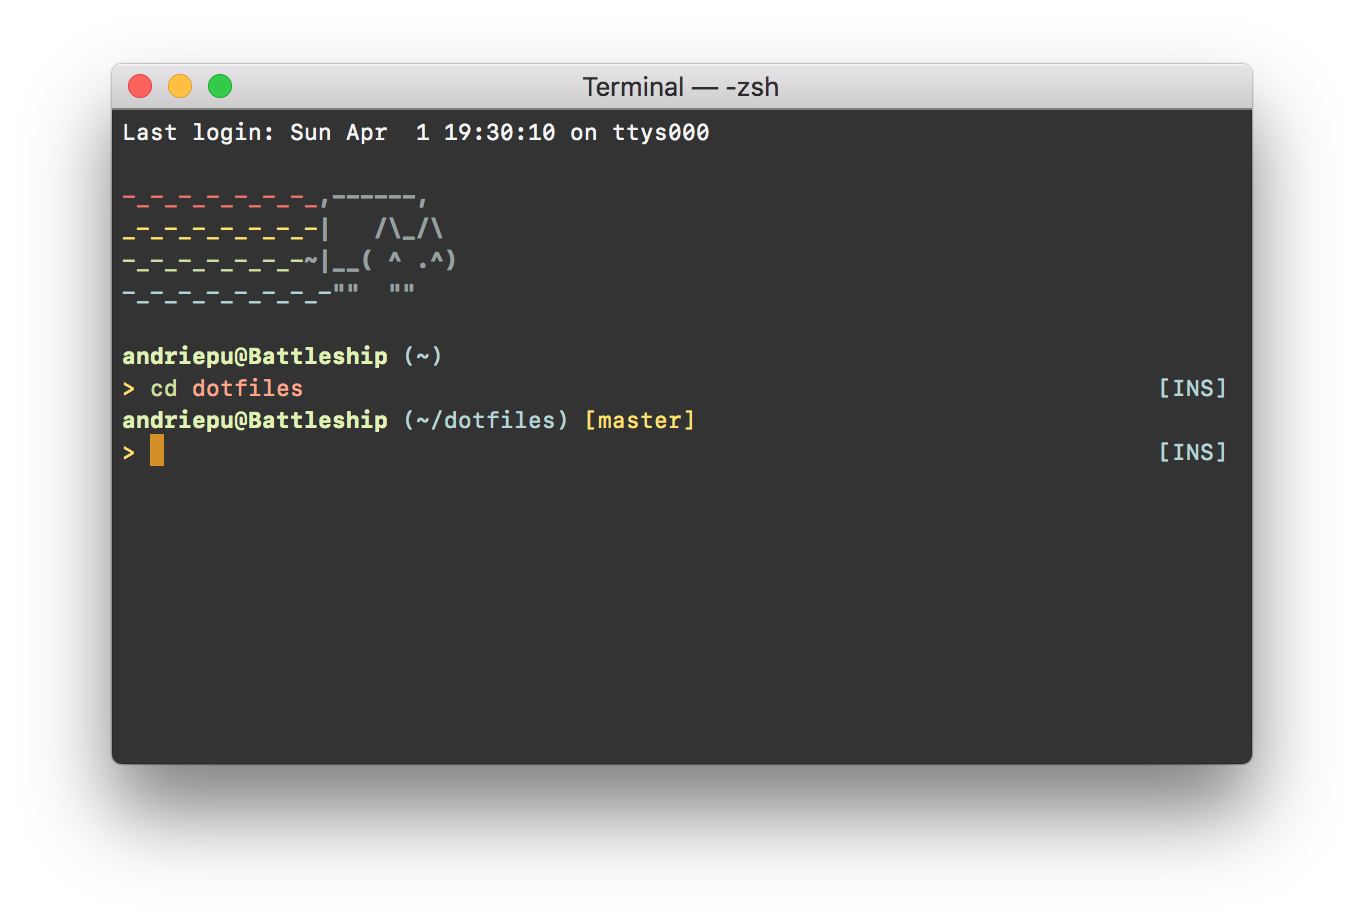 Terminal — -zsh
Last login: Sun Apr  1 19:30:10 on ttys000
-_-_-_-_-_-_-_,------,
_-_-_-_-_-_-_-|   /\_/\
-_-_-_-_-_-_-~|__( ^ .^)
-_-_-_-_-_-_-_-""  ""
andriepu@Battleship (~)
> cd dotfiles [INS]
andriepu@Battleship (~/dotfiles) [master]
> [INS]